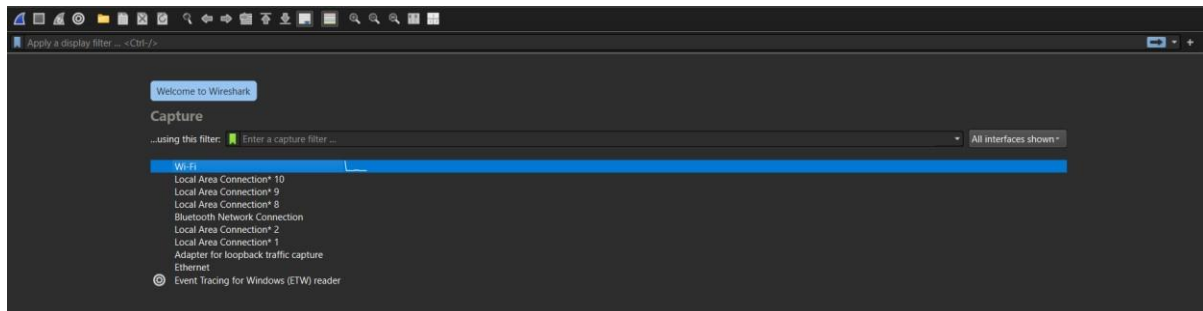 Apply a display filter ... <Ctrl-/>
Welcome to Wireshark
Capture
...using this filter: Enter a capture filter ... All interfaces shown
Wi-Fi
Local Area Connection* 10
Local Area Connection* 9
Local Area Connection* 8
Bluetooth Network Connection
Local Area Connection* 2
Local Area Connection* 1
Adapter for loopback traffic capture
Ethernet
Event Tracing for Windows (ETW) reader